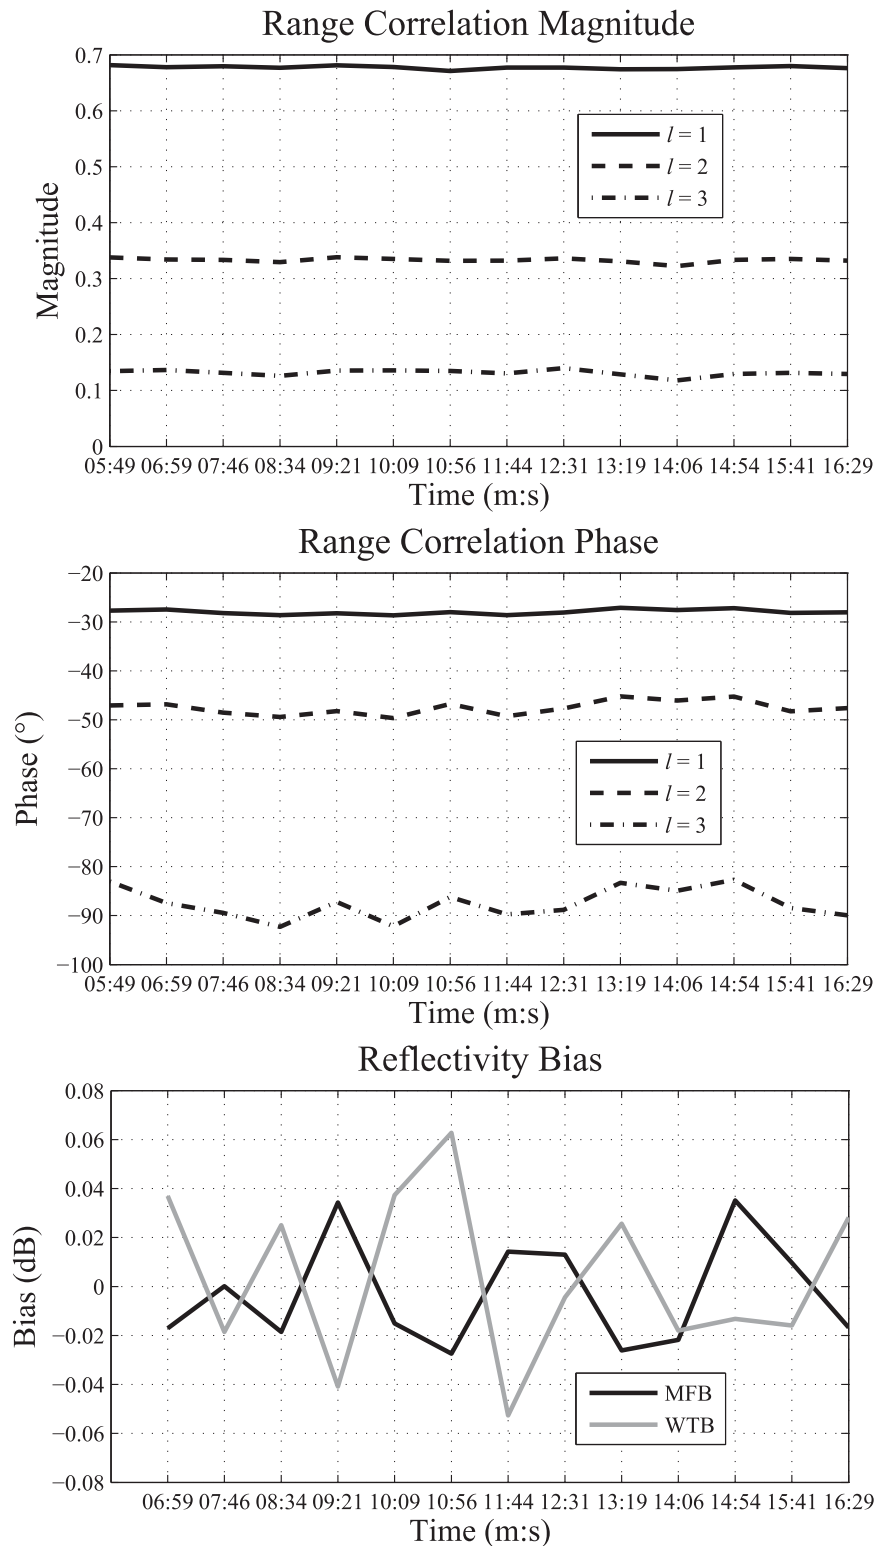 Range Correlation Magnitude
0.7
0.6
0.5
0.4
0.3
0.2
0.1
0
Magnitude
l = 1
l = 2
l = 3
05:49 06:59 07:46 08:34 09:21 10:09 10:56 11:44 12:31 13:19 14:06 14:54 15:41 16:29
Time (m:s)
Range Correlation Phase
−20
−30
−40
−50
−60
−70
−80
−90
−100
Phase (°)
l = 1
l = 2
l = 3
05:49 06:59 07:46 08:34 09:21 10:09 10:56 11:44 12:31 13:19 14:06 14:54 15:41 16:29
Time (m:s)
Reflectivity Bias
0.08
0.06
0.04
0.02
0
−0.02
−0.04
−0.06
−0.08
Bias (dB)
MFB
WTB
06:59 07:46 08:34 09:21 10:09 10:56 11:44 12:31 13:19 14:06 14:54 15:41 16:29
Time (m:s)